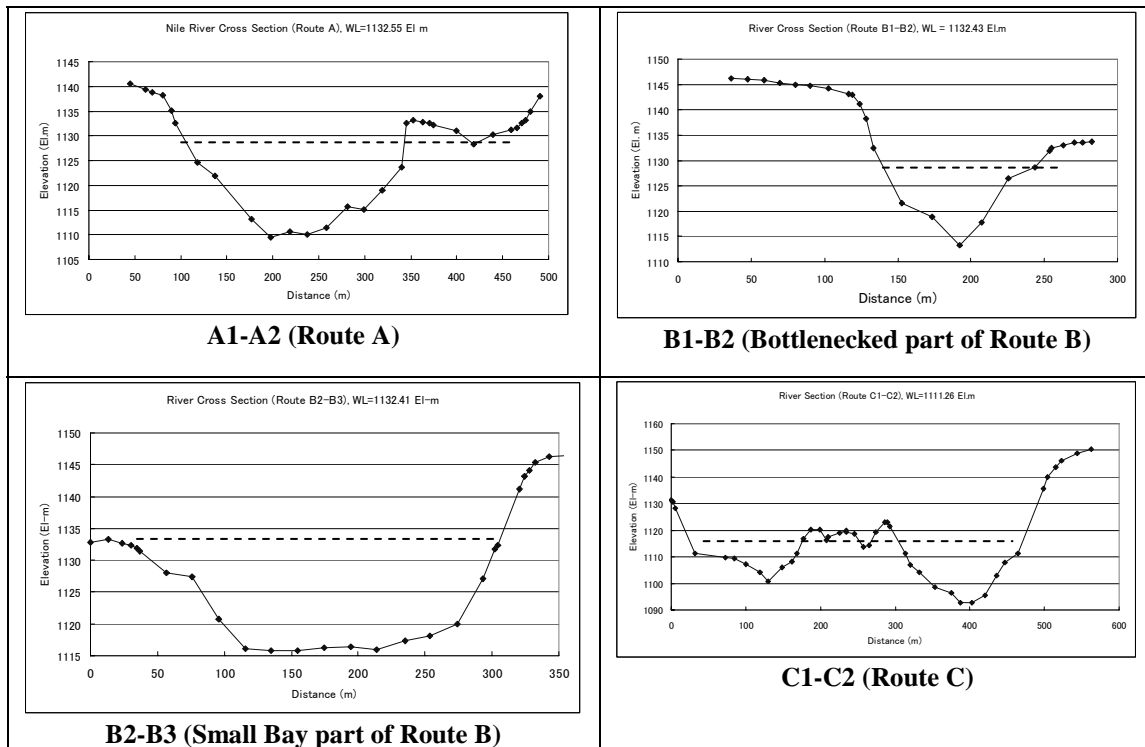 Nile River Cross Section (Route A), WL=1132.55 El m
1145
1140
1135
1130
1125
1120
1115
1110
1105
Elevation (El.m)
0 50 100 150 200 250 300 350 400 450 500
Distance (m)
A1-A2 (Route A)
River Cross Section (Route B1-B2), WL = 1132.43 El.m
1150
1145
1140
1135
1130
1125
1120
1115
1110
Elevation (El. m)
0 50 100 150 200 250 300
Distance (m)
B1-B2 (Bottlenecked part of Route B)
River Cross Section (Route B2-B3), WL=1132.41 El-m
1150
1145
1140
1135
1130
1125
1120
1115
Elevation (El-m)
0 50 100 150 200 250 300 350
Distance (m)
B2-B3 (Small Bay part of Route B)
River Section (Route C1-C2), WL=1111.26 El.m
1160
1150
1140
1130
1120
1110
1100
1090
Elevation (El-m)
0 100 200 300 400 500 600
Distance (m)
C1-C2 (Route C)